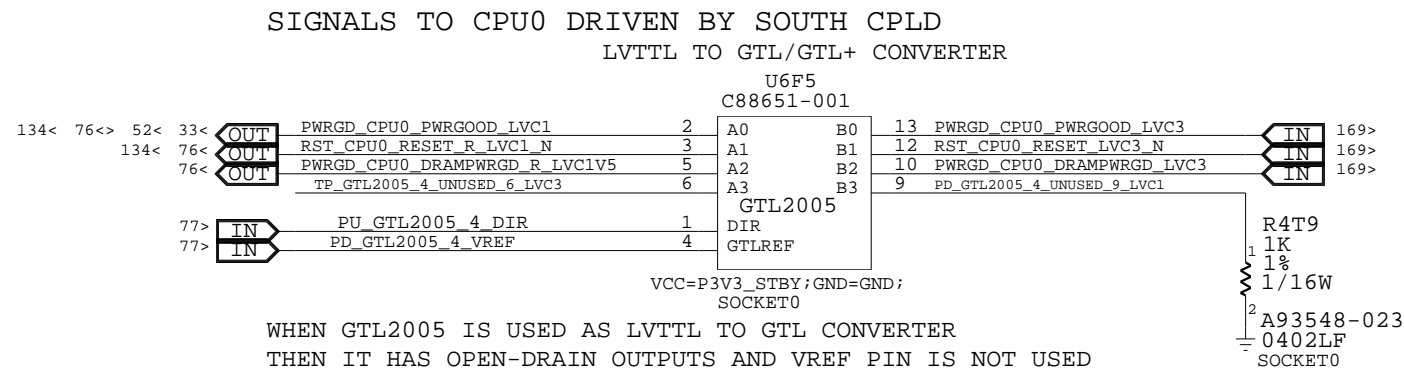 SIGNALS TO CPU0 DRIVEN BY SOUTH CPLD
LVTTL TO GTL/GTL+ CONVERTER
U6F5
C88651-001
134< 76<> 52< 33< OUT PWRGD_CPU0_PWRGOOD_LVC1 2 A0 B0 13 PWRGD_CPU0_PWRGOOD_LVC3 IN 169>
134< 76< OUT RST_CPU0_RESET_R_LVC1_N 3 A1 B1 12 RST_CPU0_RESET_LVC3_N IN 169>
76< OUT PWRGD_CPU0_DRAMPWRGD_R_LVC1V5 5 A2 B2 10 PWRGD_CPU0_DRAMPWRGD_LVC3 IN 169>
TP_GTL2005_4_UNUSED_6_LVC3 6 A3 B3 9 PD_GTL2005_4_UNUSED_9_LVC1
GTL2005
77> IN PU_GTL2005_4_DIR 1 DIR
77> IN PD_GTL2005_4_VREF 4 GTLREF
R4T9
1 1K
1%
1/16W
2 A93548-023
0402LF
SOCKET0
VCC=P3V3_STBY;GND=GND;
SOCKET0
WHEN GTL2005 IS USED AS LVTTL TO GTL CONVERTER
THEN IT HAS OPEN-DRAIN OUTPUTS AND VREF PIN IS NOT USED